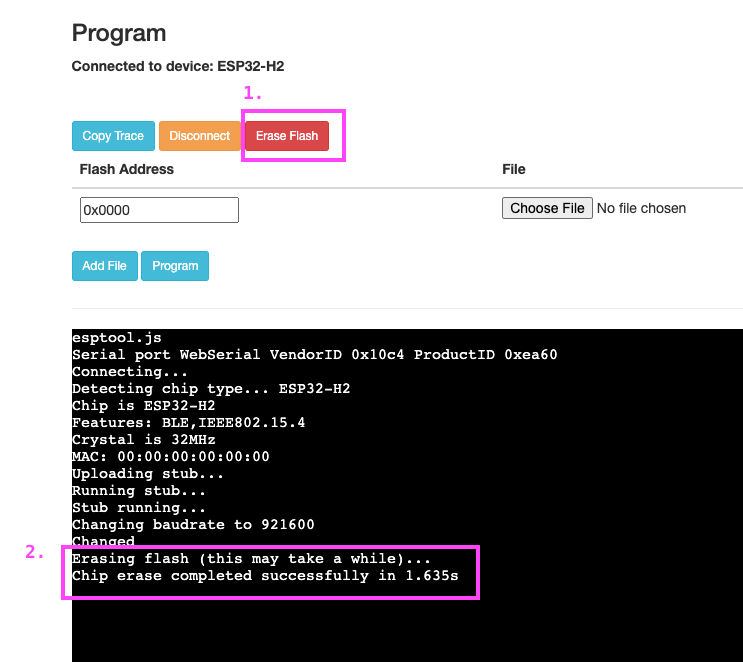 Program
Connected to device: ESP32-H2
1.
Copy Trace Disconnect Erase Flash
Flash Address File
0x0000 Choose File No file chosen
Add File Program
esptool.js
Serial port WebSerial VendorID 0x10c4 ProductID 0xea60
Connecting...
Detecting chip type... ESP32-H2
Chip is ESP32-H2
Features: BLE,IEEE802.15.4
Crystal is 32MHz
MAC: 00:00:00:00:00:00
Uploading stub...
Running stub...
Stub running...
Changing baudrate to 921600
Changed
2.
Erasing flash (this may take a while)...
Chip erase completed successfully in 1.635s